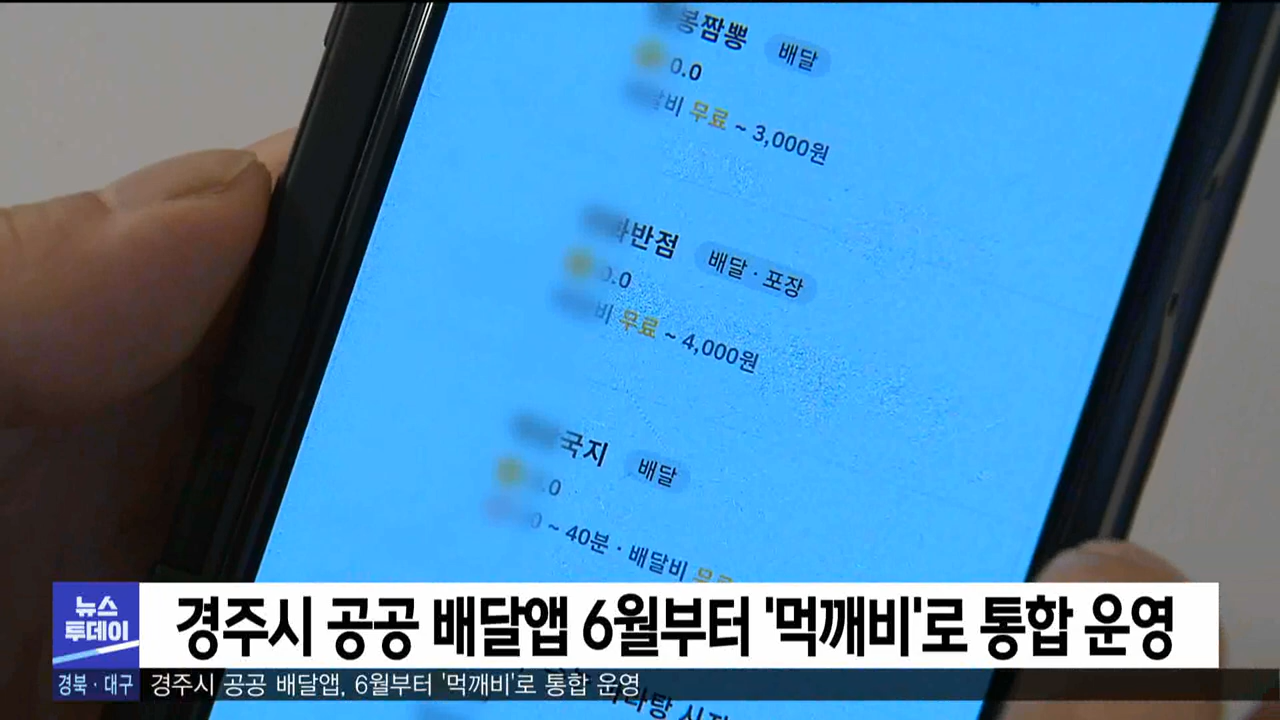 봉짬뽕 배달
0.0
달비 무료 ~ 3,000원
반점 배달 · 포장
0.0
비 무료 ~ 4,000원
국지 배달
.0
0 ~ 40분 · 배달비 무료
뉴스
투데이
경주시 공공 배달앱 6월부터 '먹깨비'로 통합 운영
경북 · 대구
경주시 공공 배달앱, 6월부터 '먹깨비'로 통합 운영